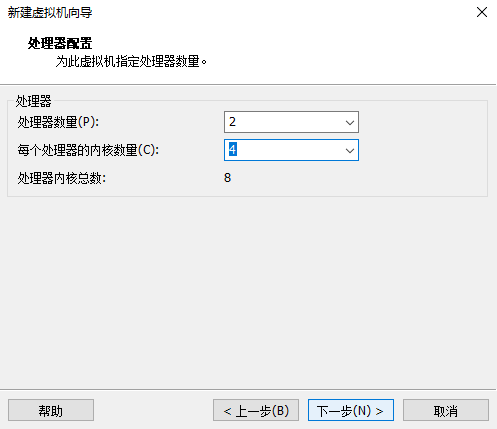 新建虚拟机向导
处理器配置
为此虚拟机指定处理器数量。
处理器
处理器数量(P): 2
每个处理器的内核数量(C): 4
处理器内核总数: 8
帮助 < 上一步(B) 下一步(N) > 取消